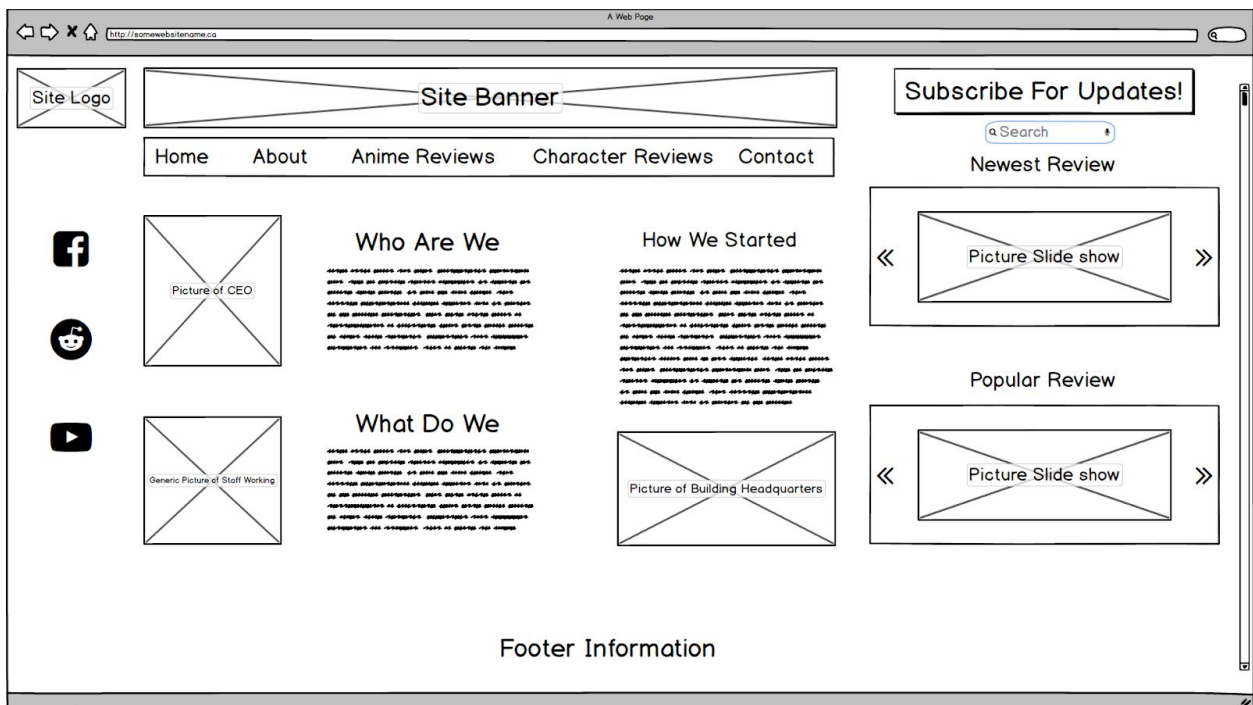 A Web Page
http://somewebsitename.ca
Site Logo
Site Banner
Subscribe For Updates!
Search
Home About Anime Reviews Character Reviews Contact
Newest Review
Picture of CEO
Who Are We
How We Started
Picture Slide show
Popular Review
Generic Picture of Staff Working
What Do We
Picture of Building Headquarters
Picture Slide show
Footer Information